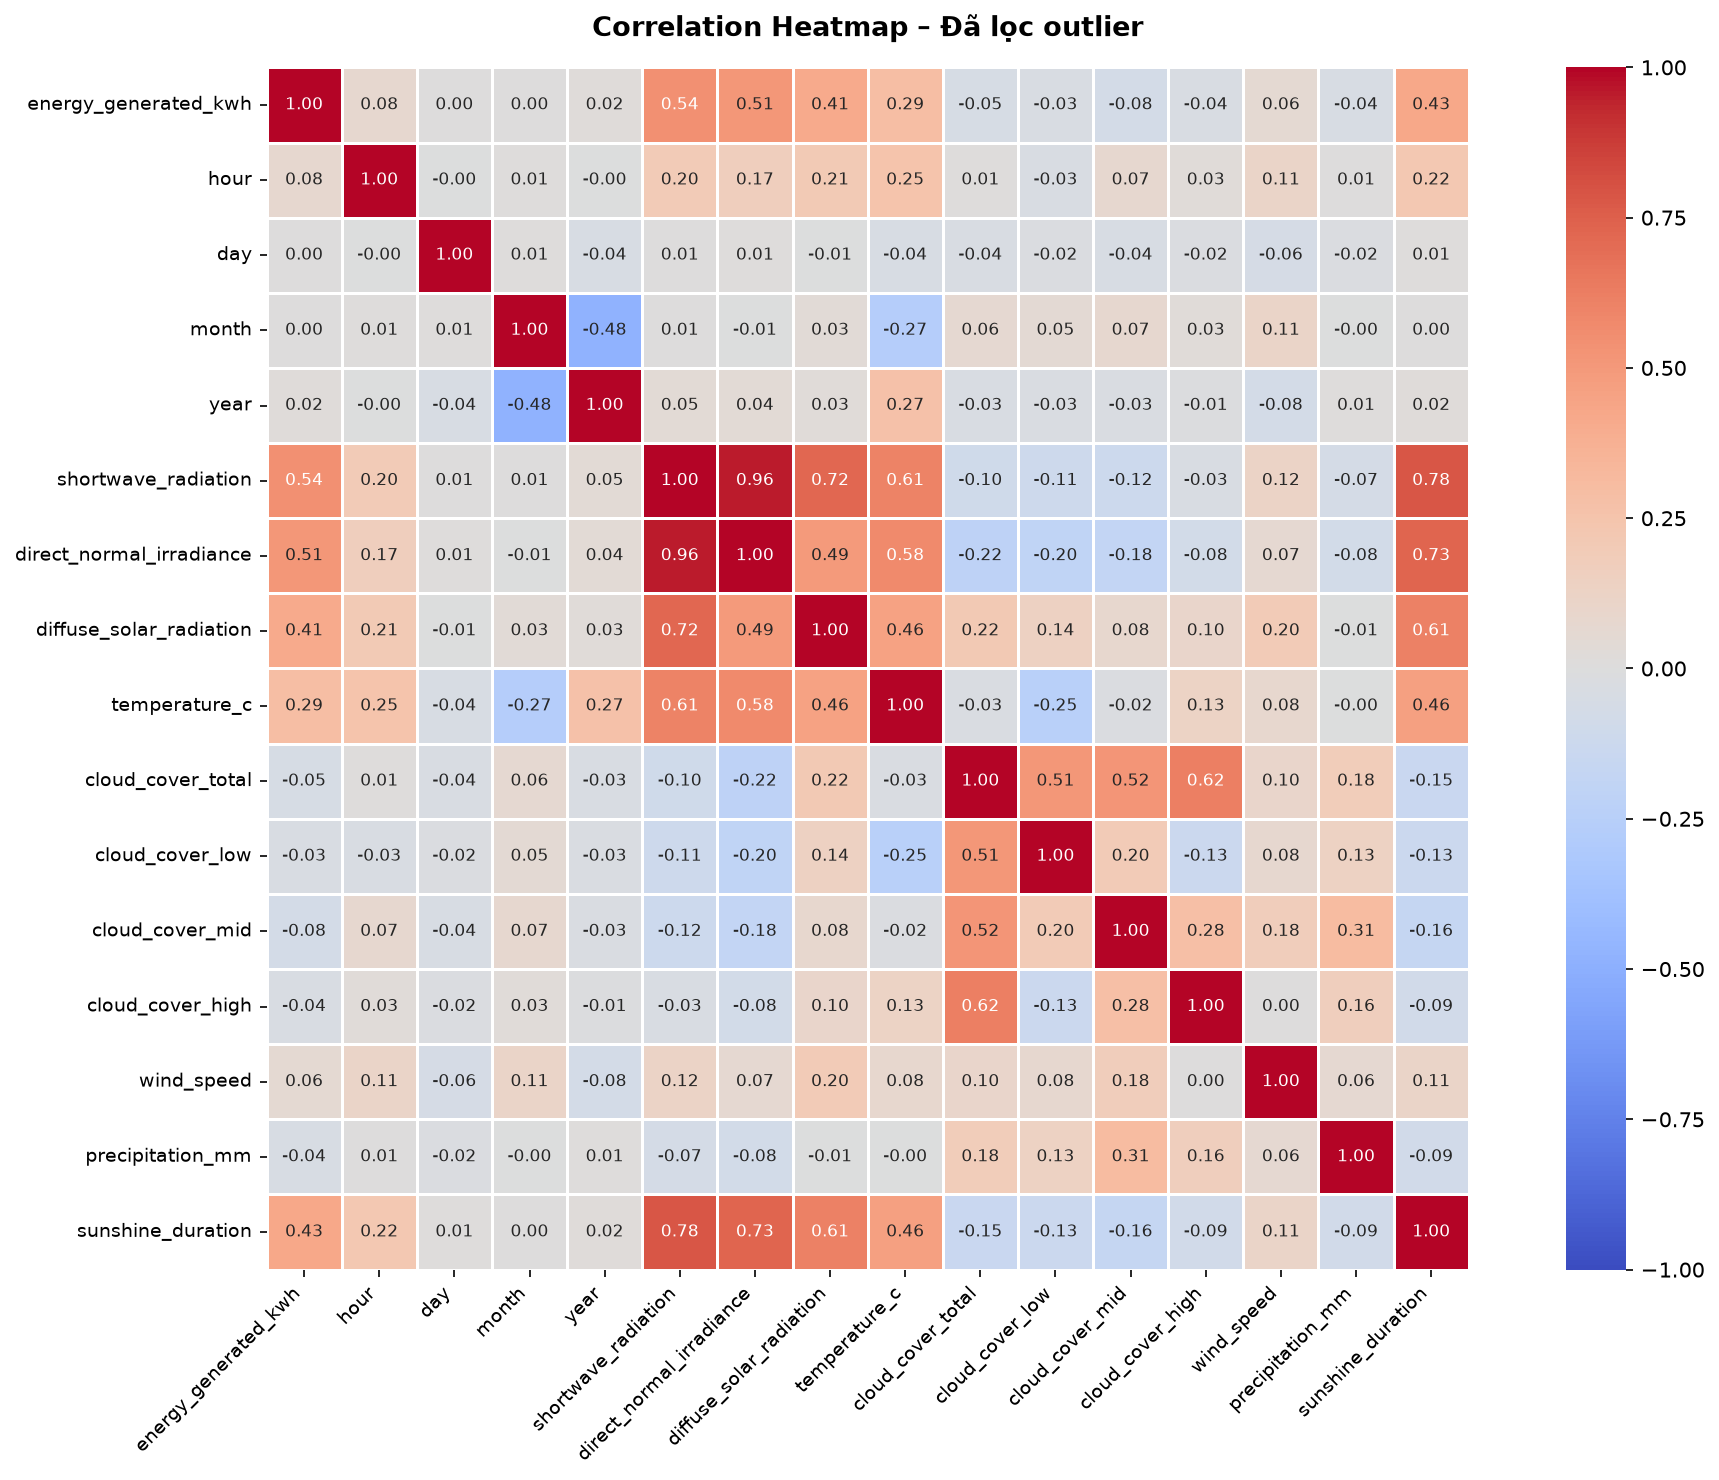 Correlation Heatmap – Đã lọc outlier
energy_generated_kwh 1.00 0.08 0.00 0.00 0.02 0.54 0.51 0.41 0.29 -0.05 -0.03 -0.08 -0.04 0.06 -0.04 0.43
hour 0.08 1.00 -0.00 0.01 -0.00 0.20 0.17 0.21 0.25 0.01 -0.03 0.07 0.03 0.11 0.01 0.22
day 0.00 -0.00 1.00 0.01 -0.04 0.01 0.01 -0.01 -0.04 -0.04 -0.02 -0.04 -0.02 -0.06 -0.02 0.01
month 0.00 0.01 0.01 1.00 -0.48 0.01 -0.01 0.03 -0.27 0.06 0.05 0.07 0.03 0.11 -0.00 0.00
year 0.02 -0.00 -0.04 -0.48 1.00 0.05 0.04 0.03 0.27 -0.03 -0.03 -0.03 -0.01 -0.08 0.01 0.02
shortwave_radiation 0.54 0.20 0.01 0.01 0.05 1.00 0.96 0.72 0.61 -0.10 -0.11 -0.12 -0.03 0.12 -0.07 0.78
direct_normal_irradiance 0.51 0.17 0.01 -0.01 0.04 0.96 1.00 0.49 0.58 -0.22 -0.20 -0.18 -0.08 0.07 -0.08 0.73
diffuse_solar_radiation 0.41 0.21 -0.01 0.03 0.03 0.72 0.49 1.00 0.46 0.22 0.14 0.08 0.10 0.20 -0.01 0.61
temperature_c 0.29 0.25 -0.04 -0.27 0.27 0.61 0.58 0.46 1.00 -0.03 -0.25 -0.02 0.13 0.08 -0.00 0.46
cloud_cover_total -0.05 0.01 -0.04 0.06 -0.03 -0.10 -0.22 0.22 -0.03 1.00 0.51 0.52 0.62 0.10 0.18 -0.15
cloud_cover_low -0.03 -0.03 -0.02 0.05 -0.03 -0.11 -0.20 0.14 -0.25 0.51 1.00 0.20 -0.13 0.08 0.13 -0.13
cloud_cover_mid -0.08 0.07 -0.04 0.07 -0.03 -0.12 -0.18 0.08 -0.02 0.52 0.20 1.00 0.28 0.18 0.31 -0.16
cloud_cover_high -0.04 0.03 -0.02 0.03 -0.01 -0.03 -0.08 0.10 0.13 0.62 -0.13 0.28 1.00 0.00 0.16 -0.09
wind_speed 0.06 0.11 -0.06 0.11 -0.08 0.12 0.07 0.20 0.08 0.10 0.08 0.18 0.00 1.00 0.06 0.11
precipitation_mm -0.04 0.01 -0.02 -0.00 0.01 -0.07 -0.08 -0.01 -0.00 0.18 0.13 0.31 0.16 0.06 1.00 -0.09
sunshine_duration 0.43 0.22 0.01 0.00 0.02 0.78 0.73 0.61 0.46 -0.15 -0.13 -0.16 -0.09 0.11 -0.09 1.00
energy_generated_kwh
hour
day
month
year
shortwave_radiation
direct_normal_irradiance
diffuse_solar_radiation
temperature_c
cloud_cover_total
cloud_cover_low
cloud_cover_mid
cloud_cover_high
wind_speed
precipitation_mm
sunshine_duration
1.00
0.75
0.50
0.25
0.00
−0.25
−0.50
−0.75
−1.00